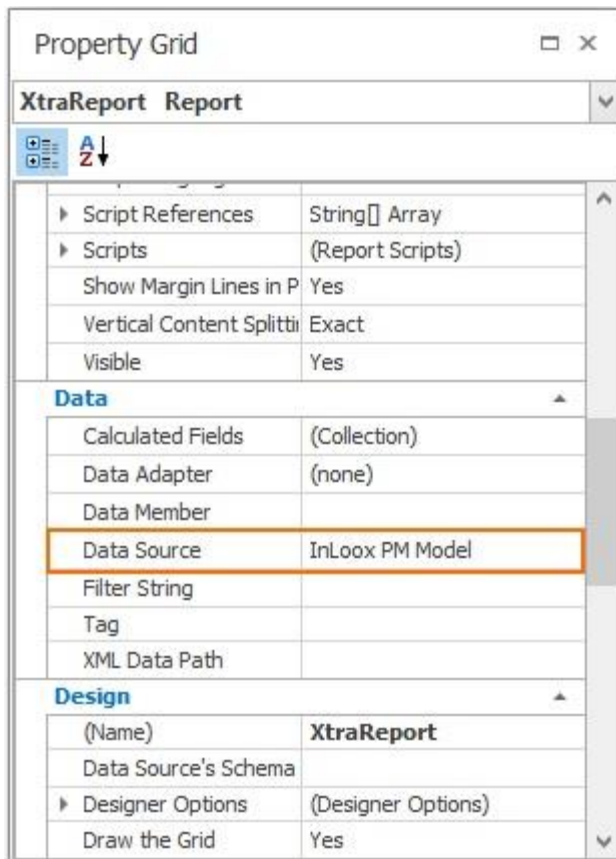 Property Grid
XtraReport Report
A
Z
Script References String[] Array
Scripts (Report Scripts)
Show Margin Lines in P Yes
Vertical Content Splittin Exact
Visible Yes
Data
Calculated Fields (Collection)
Data Adapter (none)
Data Member
Data Source InLoox PM Model
Filter String
Tag
XML Data Path
Design
(Name) XtraReport
Data Source's Schema
Designer Options (Designer Options)
Draw the Grid Yes